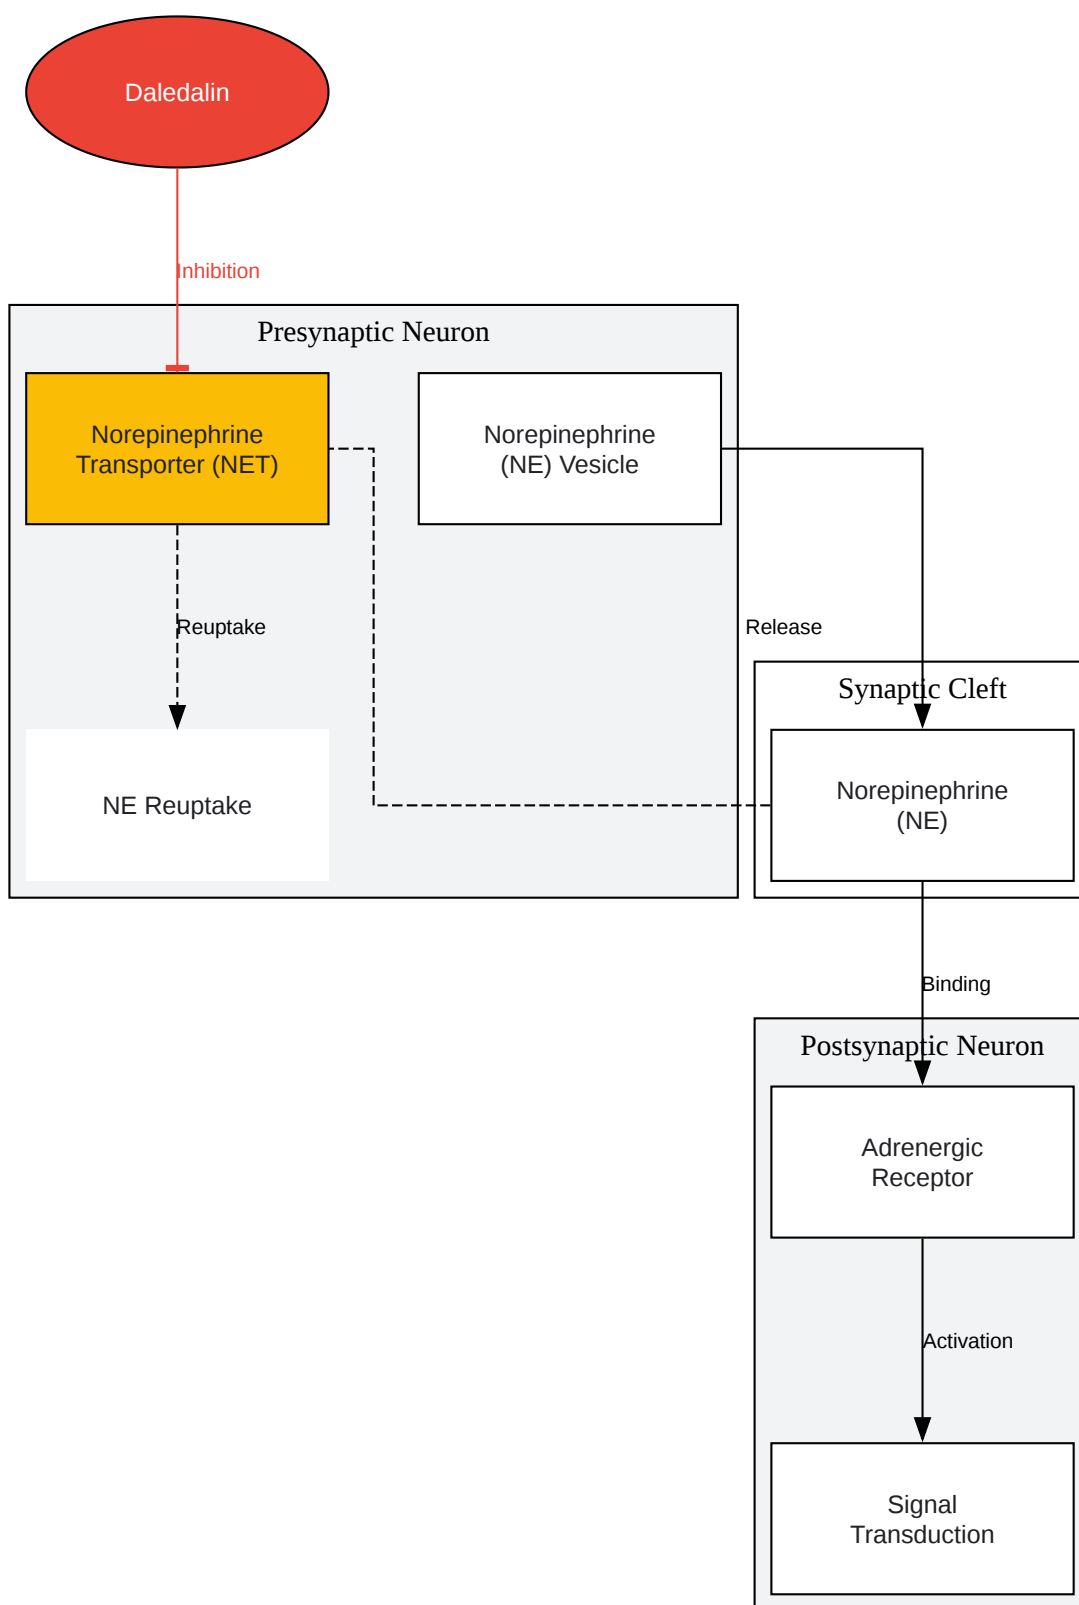 Daledalin
Inhibition
Presynaptic Neuron
Norepinephrine
Transporter (NET)
Norepinephrine
(NE) Vesicle
Reuptake
Release
Synaptic Cleft
NE Reuptake
Norepinephrine
(NE)
Binding
Postsynaptic Neuron
Adrenergic
Receptor
Activation
Signal
Transduction